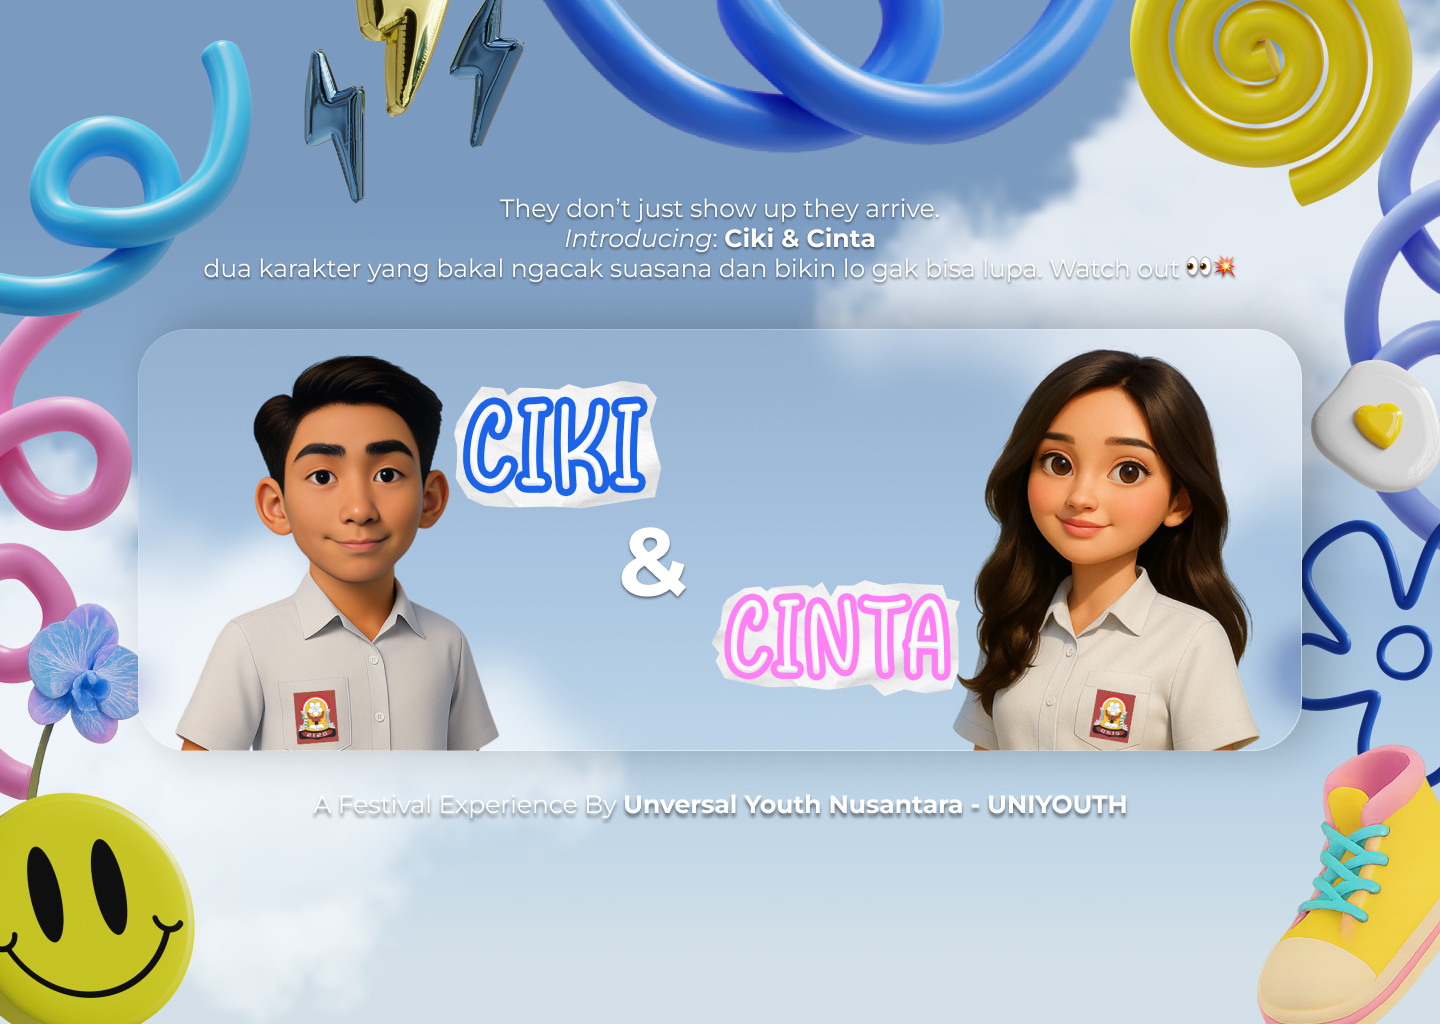 They don’t just show up they arrive.
Introducing: Ciki & Cinta
dua karakter yang bakal ngacak suasana dan bikin lo gak bisa lupa. Watch out 👀💥
CIKI
&
CINTA
A Festival Experience By Unversal Youth Nusantara - UNIYOUTH